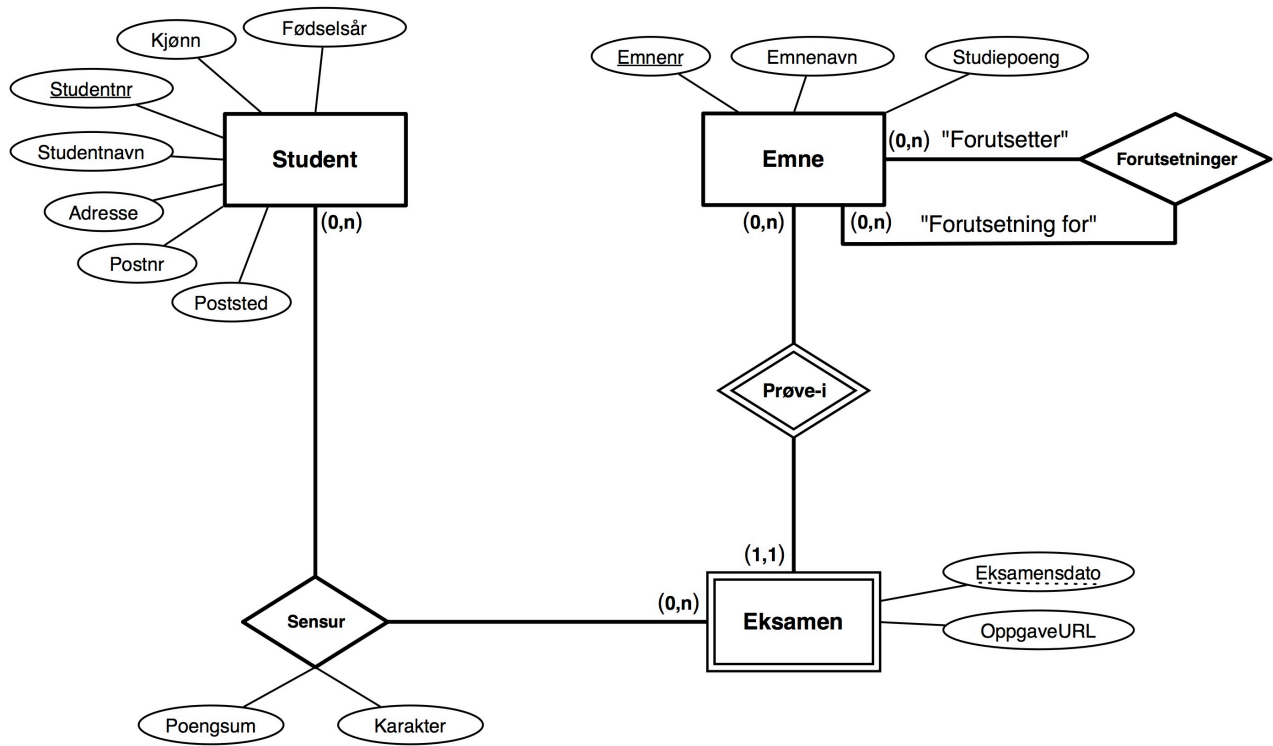 Kjønn
Fødselsår
Studentnr
Studentnavn
Adresse
Postnr
Poststed
Student
(0,n)
Emnenr
Emnenavn
Studiepoeng
Emne
(0,n) "Forutsetter"
Forutsetninger
(0,n)
(0,n)
"Forutsetning for"
Prøve-i
(1,1)
Eksamensdato
OppgaveURL
Eksamen
(0,n)
Sensur
Poengsum
Karakter